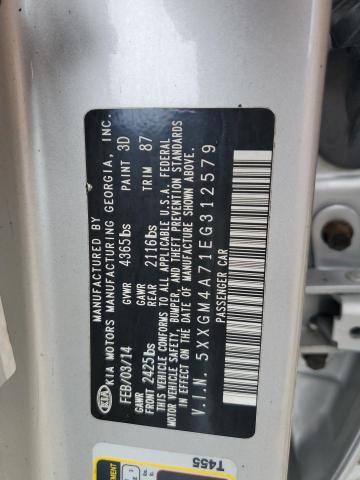 MANUFACTURED BY
KIA KIA MOTORS MANUFACTURING GEORGIA, INC.
FEB/03/14 GVWR 4365lbs PAINT 3D
GAWR FRONT 2425lbs GAWR REAR 2116lbs TRIM 87
THIS VEHICLE CONFORMS TO ALL APPLICABLE U.S.A. FEDERAL
MOTOR VEHICLE SAFETY, BUMPER, AND THEFT PREVENTION STANDARDS
IN EFFECT ON THE DATE OF MANUFACTURE SHOWN ABOVE.
V.I.N. 5XXGM4A71EG312579
PASSENGER CAR
T455